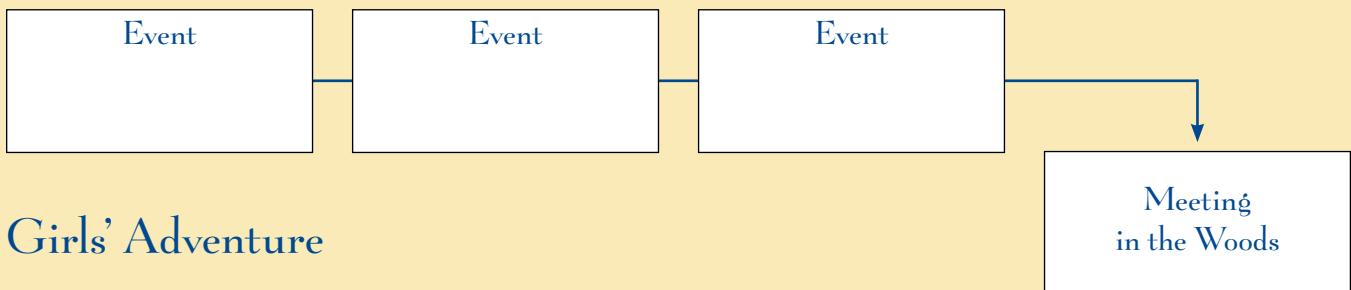 Event
Event
Event
Meeting
in the Woods
Girls’ Adventure